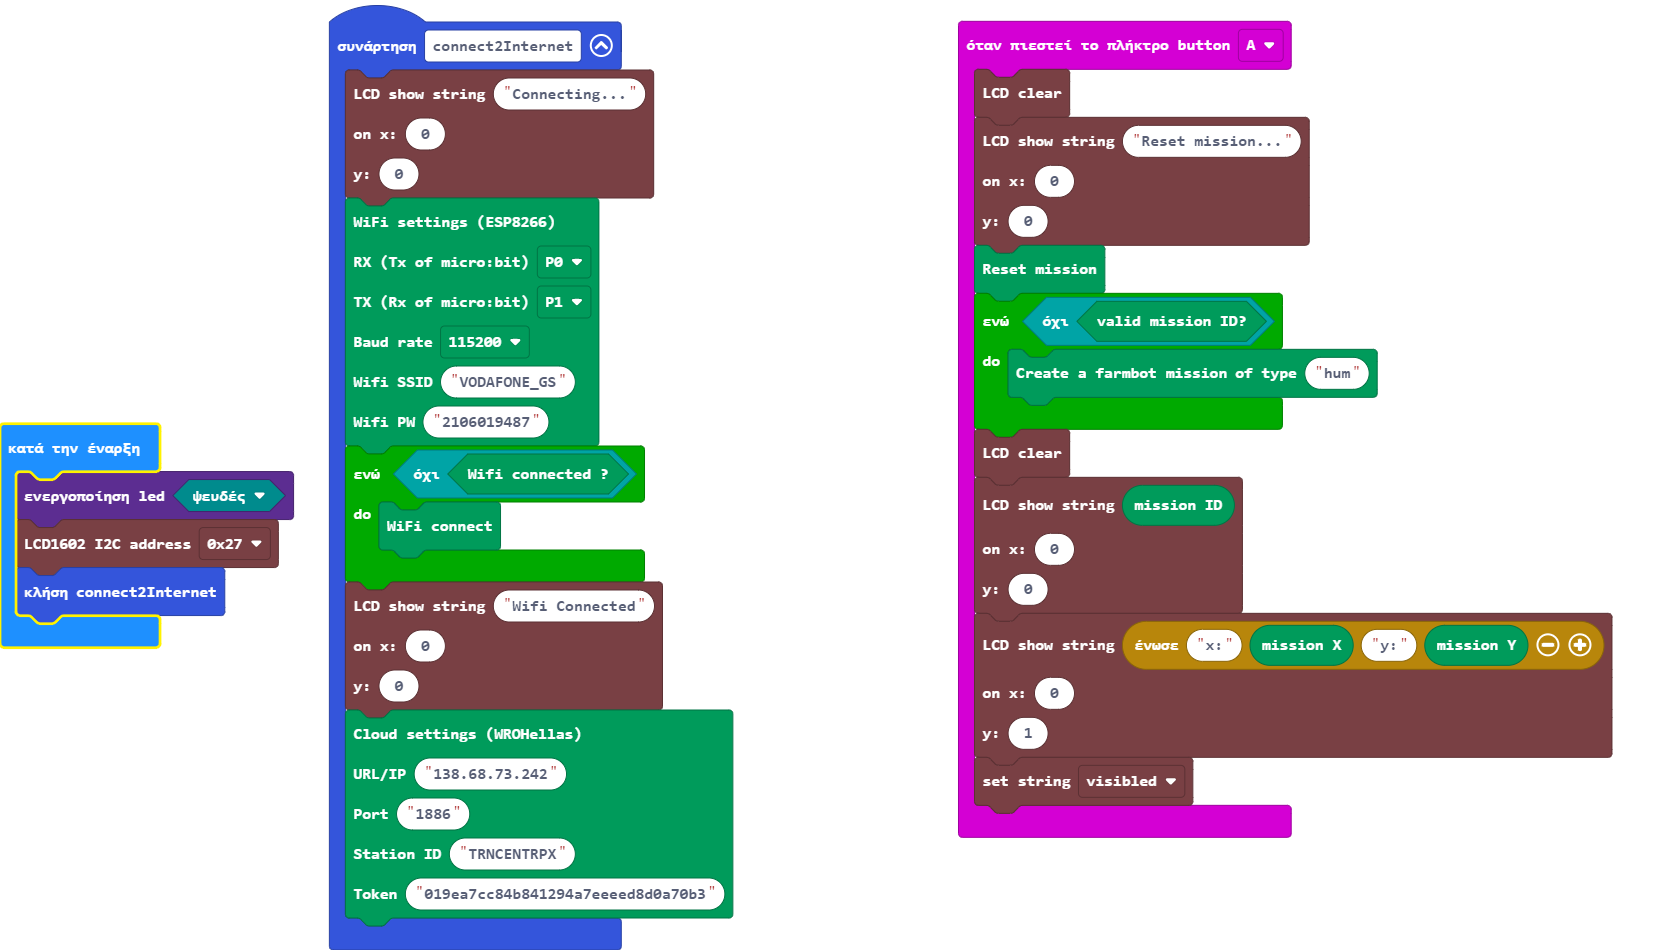 κατά την έναρξη
ενεργοποίηση led ψευδές
LCD1602 I2C address 0x27
κλήση connect2Internet
συνάρτηση connect2Internet
LCD show string "Connecting..."
on x: 0
y: 0
WiFi settings (ESP8266)
RX (Tx of micro:bit) P0
TX (Rx of micro:bit) P1
Baud rate 115200
Wifi SSID "VODAFONE_GS"
Wifi PW "2106019487"
ενώ όχι Wifi connected ?
do WiFi connect
LCD show string "Wifi Connected"
on x: 0
y: 0
Cloud settings (WROHellas)
URL/IP "138.68.73.242"
Port "1886"
Station ID "TRNCENTRPX"
Token "019ea7cc84b841294a7eeeed8d0a70b3"
όταν πιεστεί το πλήκτρο button A
LCD clear
LCD show string "Reset mission..."
on x: 0
y: 0
Reset mission
ενώ όχι valid mission ID?
do Create a farmbot mission of type "hum"
LCD clear
LCD show string mission ID
on x: 0
y: 0
LCD show string ένωσε "x:" mission X "y:" mission Y
on x: 0
y: 1
set string visibled